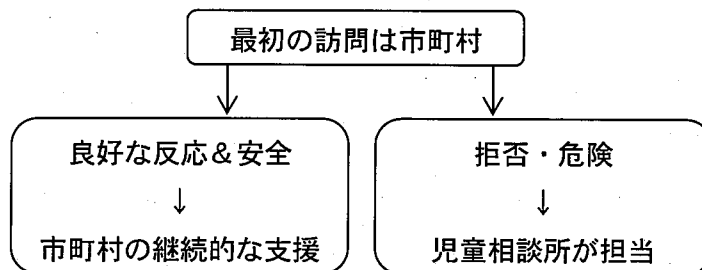 最初の訪問は市町村
良好な反応&安全
↓
市町村の継続的な支援
拒否・危険
↓
児童相談所が担当